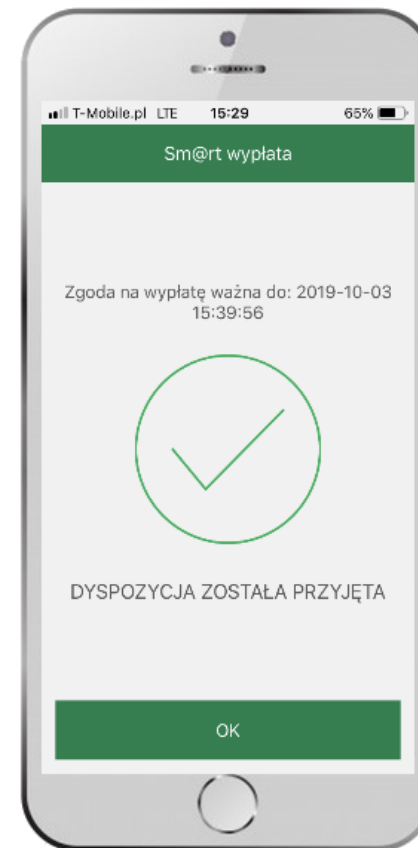 T-Mobile.pl LTE 15:29 65%
Sm@rt wypłata
Zgoda na wypłatę ważna do: 2019-10-03
15:39:56
DYSPOZYCJA ZOSTAŁA PRZYJĘTA
OK